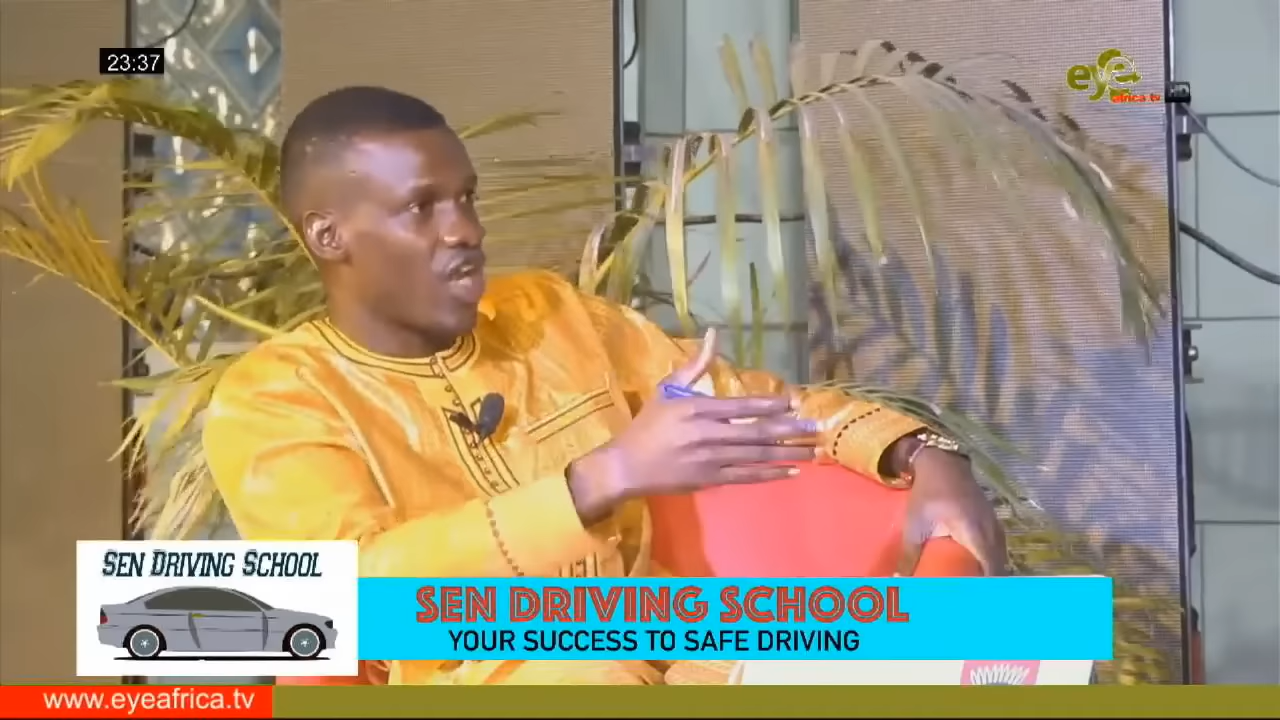 23:37
eye
africa.tv HD
SEN DRIVING SCHOOL
SEN DRIVING SCHOOL
YOUR SUCCESS TO SAFE DRIVING
www.eyeafrica.tv